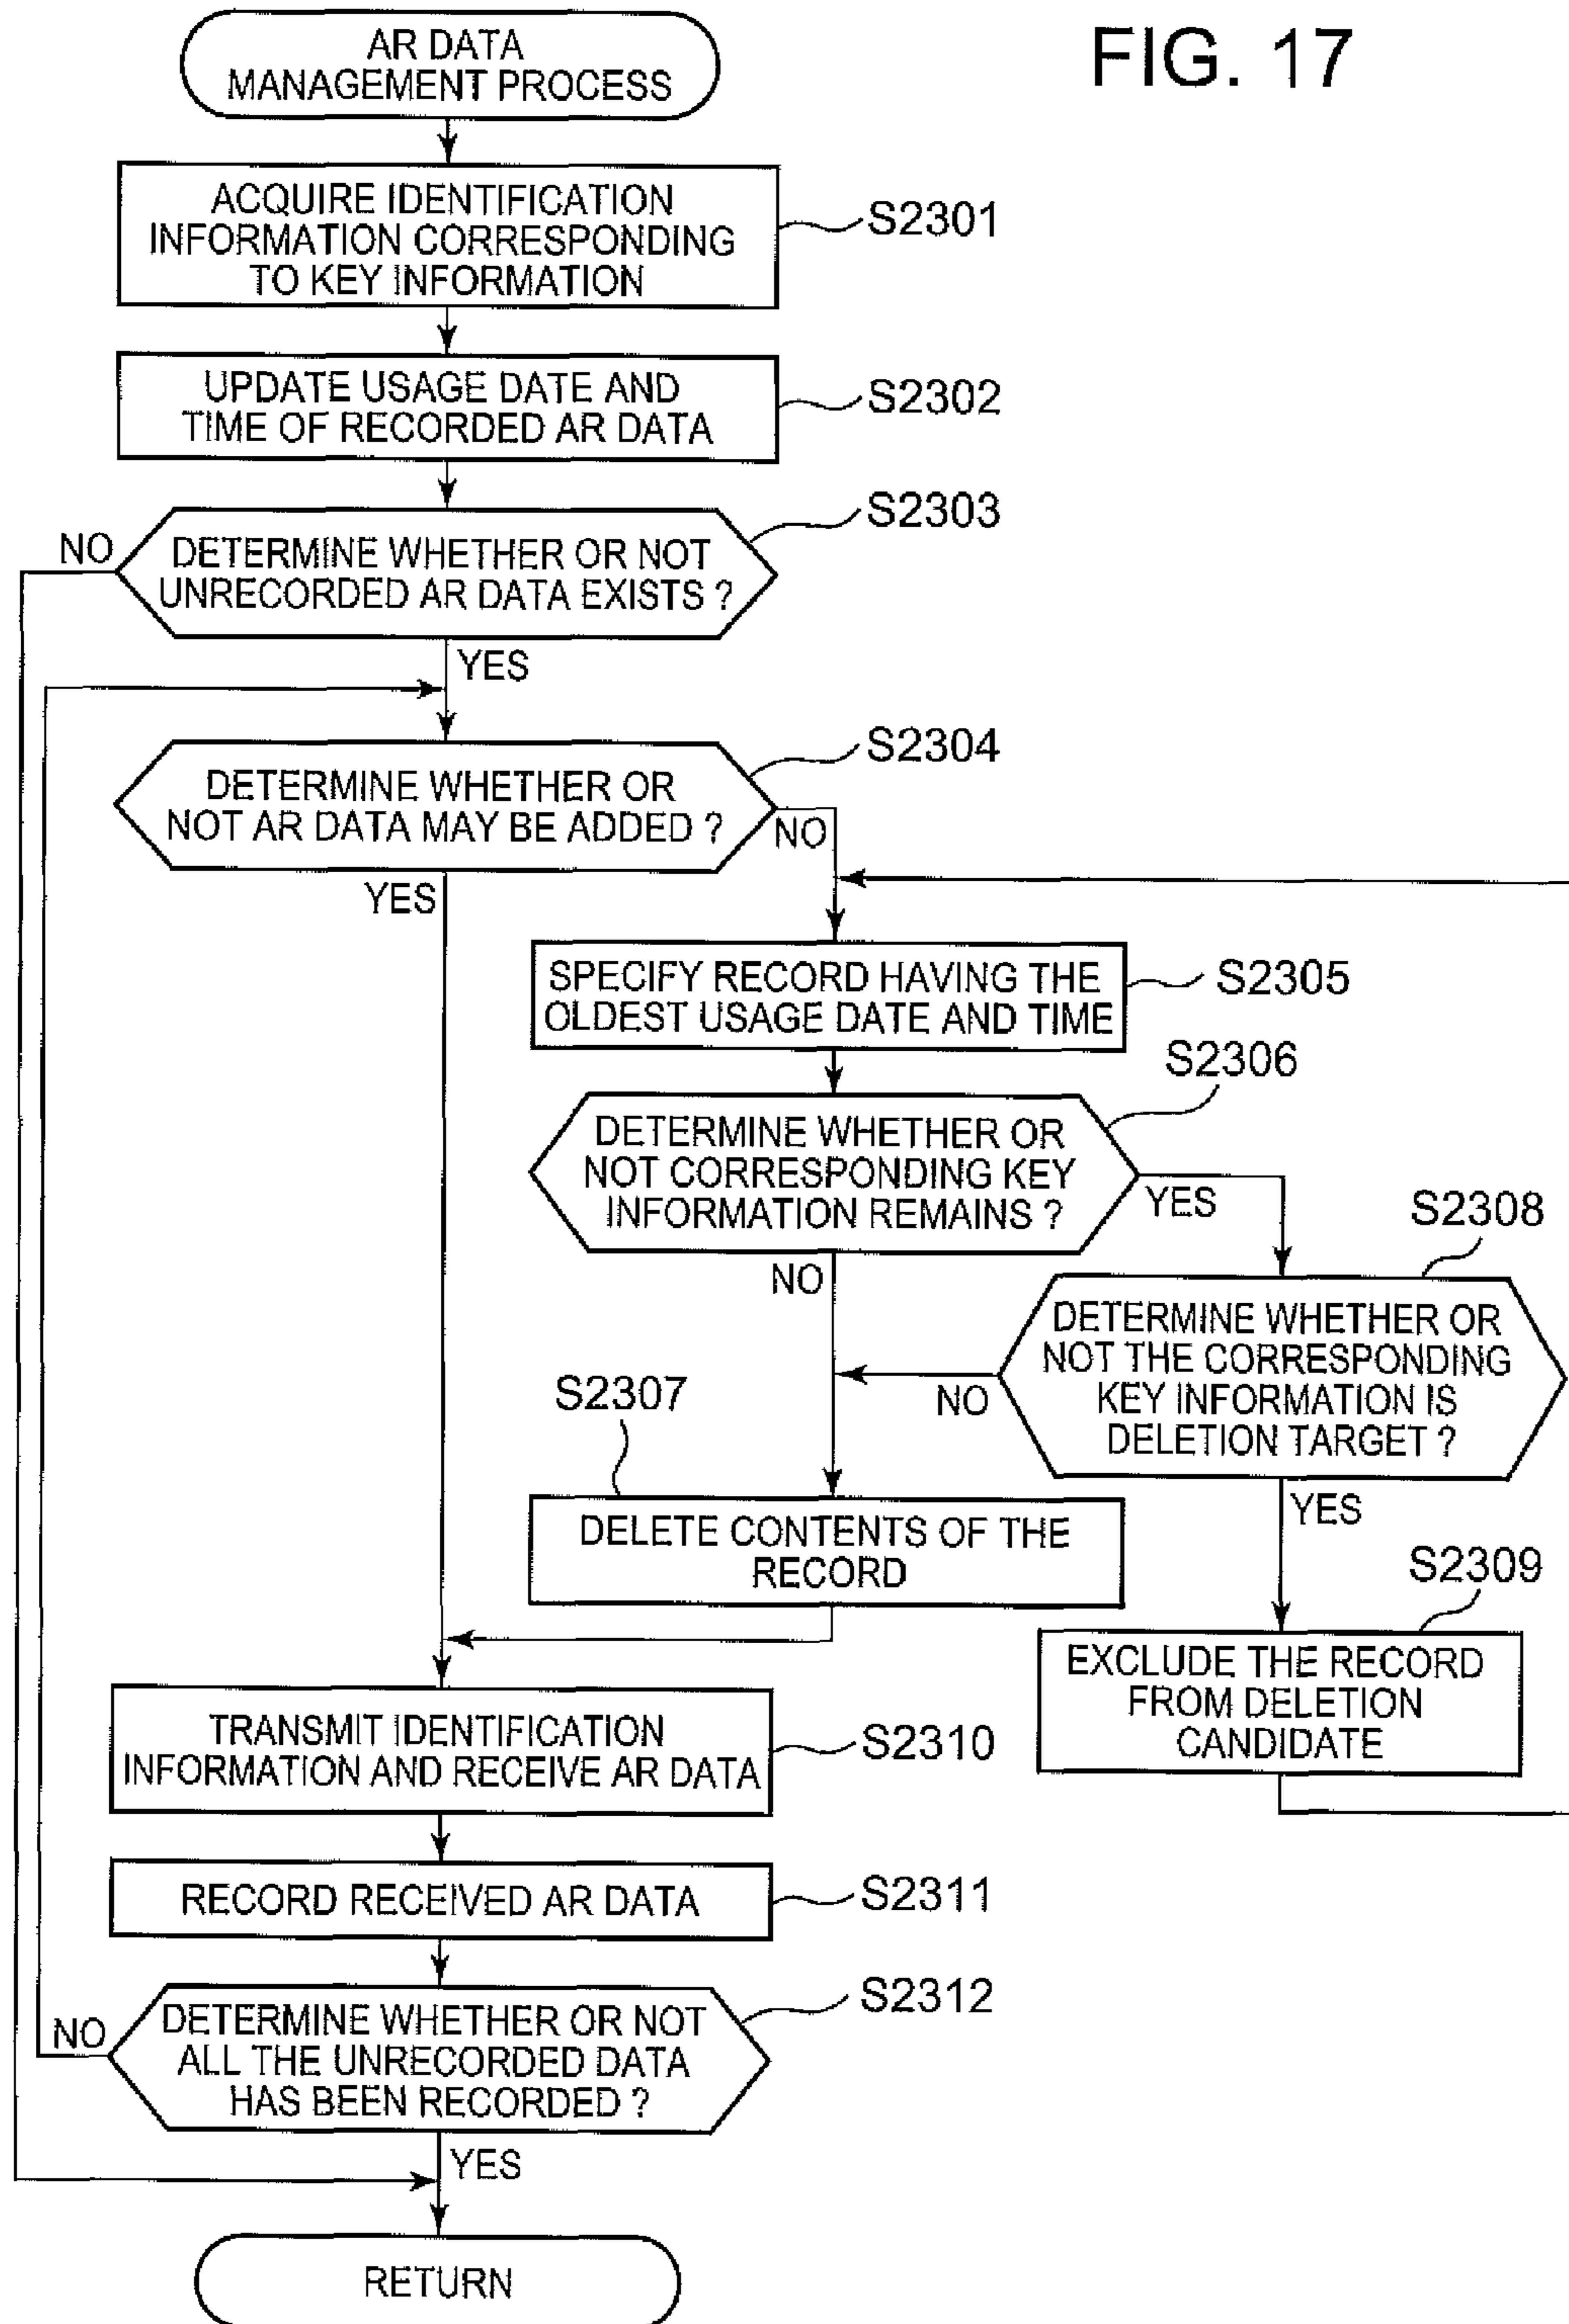 FIG. 17
AR DATA
MANAGEMENT PROCESS
ACQUIRE IDENTIFICATION
INFORMATION CORRESPONDING
TO KEY INFORMATION
S2301
UPDATE USAGE DATE AND
TIME OF RECORDED AR DATA
S2302
S2303
NO
DETERMINE WHETHER OR NOT
UNRECORDED AR DATA EXISTS ?
YES
S2304
DETERMINE WHETHER OR
NOT AR DATA MAY BE ADDED ?
NO
YES
SPECIFY RECORD HAVING THE
OLDEST USAGE DATE AND TIME
S2305
S2306
DETERMINE WHETHER OR
NOT CORRESPONDING KEY
INFORMATION REMAINS ?
YES
NO
S2308
DETERMINE WHETHER OR
NOT THE CORRESPONDING
KEY INFORMATION IS
DELETION TARGET ?
NO
YES
S2307
DELETE CONTENTS OF THE
RECORD
S2309
EXCLUDE THE RECORD
FROM DELETION
CANDIDATE
TRANSMIT IDENTIFICATION
INFORMATION AND RECEIVE AR DATA
S2310
RECORD RECEIVED AR DATA
S2311
S2312
NO
DETERMINE WHETHER OR NOT
ALL THE UNRECORDED DATA
HAS BEEN RECORDED ?
YES
RETURN